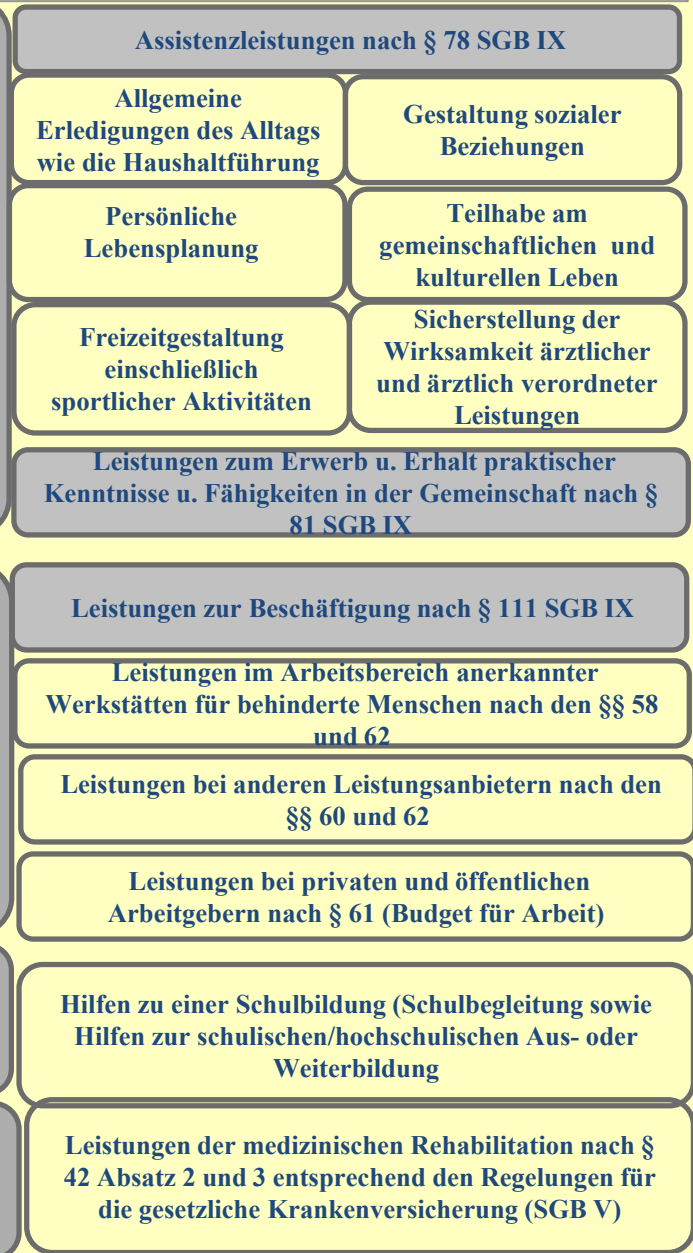 Assistenzleistungen nach § 78 SGB IX
Allgemeine
Erledigungen des Alltags
wie die Haushaltführung
Gestaltung sozialer
Beziehungen
Persönliche
Lebensplanung
Teilhabe am
gemeinschaftlichen und
kulturellen Leben
Freizeitgestaltung
einschließlich
sportlicher Aktivitäten
Sicherstellung der
Wirksamkeit ärztlicher
und ärztlich verordneter
Leistungen
Leistungen zum Erwerb u. Erhalt praktischer
Kenntnisse u. Fähigkeiten in der Gemeinschaft nach §
81 SGB IX
Leistungen zur Beschäftigung nach § 111 SGB IX
Leistungen im Arbeitsbereich anerkannter
Werkstätten für behinderte Menschen nach den §§ 58
und 62
Leistungen bei anderen Leistungsanbietern nach den
§§ 60 und 62
Leistungen bei privaten und öffentlichen
Arbeitgebern nach § 61 (Budget für Arbeit)
Hilfen zu einer Schulbildung (Schulbegleitung sowie
Hilfen zur schulischen/hochschulischen Aus- oder
Weiterbildung
Leistungen der medizinischen Rehabilitation nach §
42 Absatz 2 und 3 entsprechend den Regelungen für
die gesetzliche Krankenversicherung (SGB V)